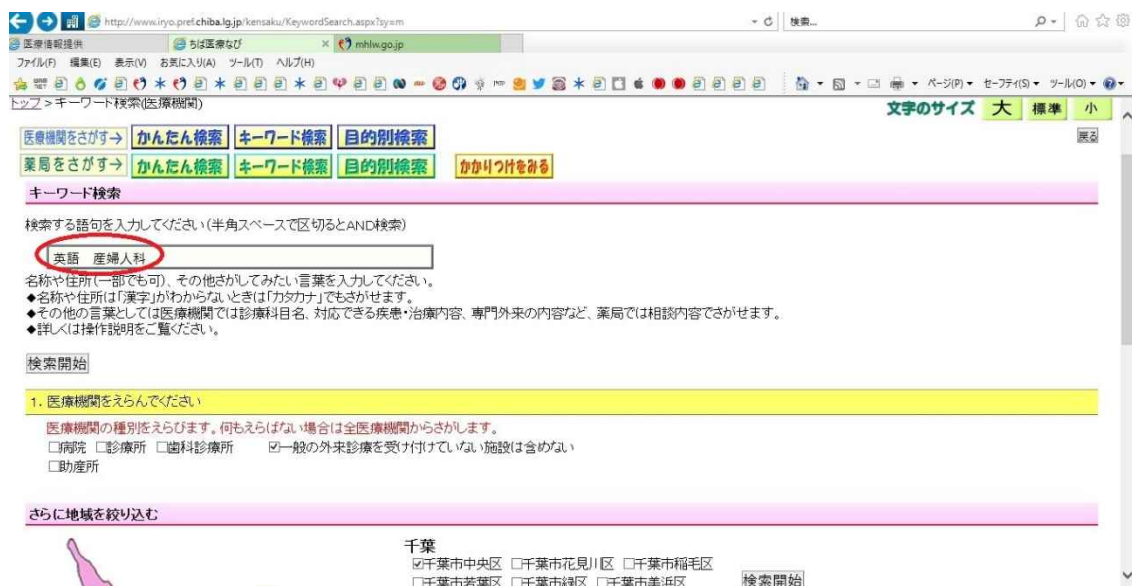 http://www.iryo.pref.chiba.lg.jp/kensaku/KeywordSearch.aspx?sy=m
検索...
医療情報提供
ちば医療なび
mhlw.go.jp
ファイル(F) 編集(E) 表示(V) お気に入り(A) ツール(T) ヘルプ(H)
ページ(P) セーフティ(S) ツール(O)
トップ > キーワード検索(医療機関)
文字のサイズ 大 標準 小
医療機関をさがす→ かんたん検索 キーワード検索 目的別検索
戻る
薬局をさがす→ かんたん検索 キーワード検索 目的別検索 かかりつけをみる
キーワード検索
検索する語句を入力してください(半角スペースで区切るとAND検索)
英語 産婦人科
名称や住所(一部でも可)、その他さがしてみたい言葉を入力してください。
◆名称や住所は「漢字」がわからないときは「カタカナ」でもさがせます。
◆その他の言葉としては医療機関では診療科目名、対応できる疾患・治療内容、専門外来の内容など、薬局では相談内容でさがせます。
◆詳しくは操作説明をご覧ください。
検索開始
1. 医療機関をえらんでください
医療機関の種別をえらびます。何もえらばない場合は全医療機関からさがします。
□病院 □診療所 □歯科診療所 ☑一般の外来診療を受け付けていない施設は含めない
□助産所
さらに地域を絞り込む
千葉
☑千葉市中央区 □千葉市花見川区 □千葉市稲毛区
□千葉市若葉区 □千葉市緑区 □千葉市美浜区
検索開始